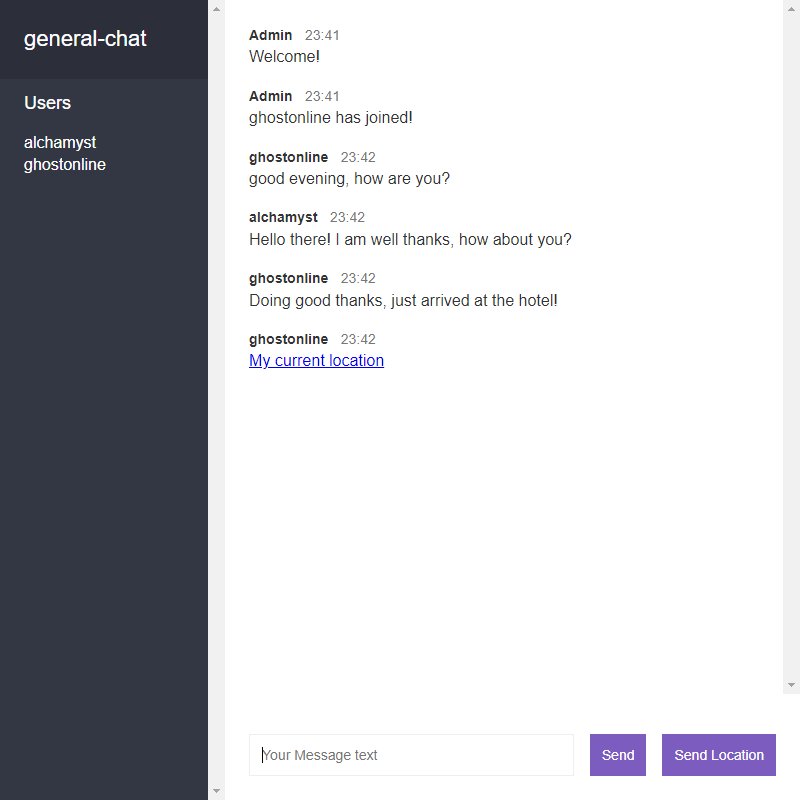 general-chat
Users
alchamyst
ghostonline
Admin 23:41
Welcome!
Admin 23:41
ghostonline has joined!
ghostonline 23:42
good evening, how are you?
alchamyst 23:42
Hello there! I am well thanks, how about you?
ghostonline 23:42
Doing good thanks, just arrived at the hotel!
ghostonline 23:42
My current location
Your Message text
Send
Send Location